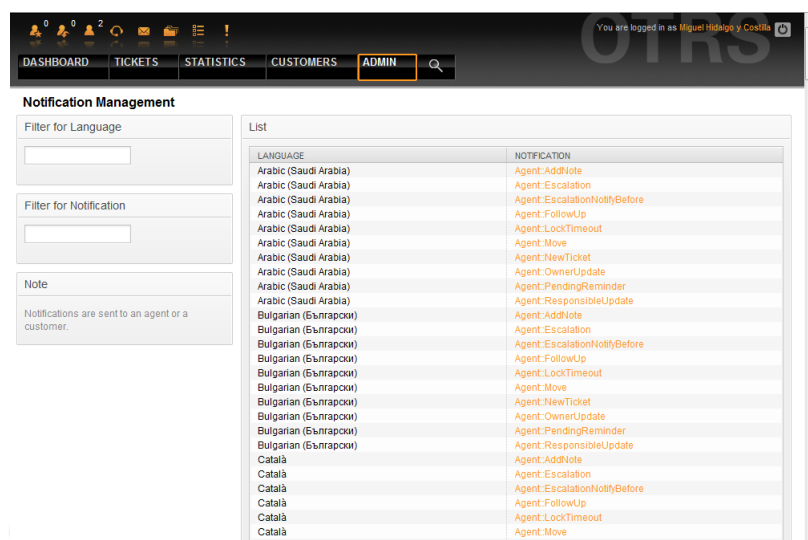 0 0 2
You are logged in as Miguel Hidalgo y Costilla
OTRS
DASHBOARD TICKETS STATISTICS CUSTOMERS ADMIN
Notification Management
Filter for Language
Filter for Notification
Note
Notifications are sent to an agent or a
customer.
List
LANGUAGE NOTIFICATION
Arabic (Saudi Arabia) Agent::AddNote
Arabic (Saudi Arabia) Agent::Escalation
Arabic (Saudi Arabia) Agent::EscalationNotifyBefore
Arabic (Saudi Arabia) Agent::FollowUp
Arabic (Saudi Arabia) Agent::LockTimeout
Arabic (Saudi Arabia) Agent::Move
Arabic (Saudi Arabia) Agent::NewTicket
Arabic (Saudi Arabia) Agent::OwnerUpdate
Arabic (Saudi Arabia) Agent::PendingReminder
Arabic (Saudi Arabia) Agent::ResponsibleUpdate
Bulgarian (Български) Agent::AddNote
Bulgarian (Български) Agent::Escalation
Bulgarian (Български) Agent::EscalationNotifyBefore
Bulgarian (Български) Agent::FollowUp
Bulgarian (Български) Agent::LockTimeout
Bulgarian (Български) Agent::Move
Bulgarian (Български) Agent::NewTicket
Bulgarian (Български) Agent::OwnerUpdate
Bulgarian (Български) Agent::PendingReminder
Bulgarian (Български) Agent::ResponsibleUpdate
Català Agent::AddNote
Català Agent::Escalation
Català Agent::EscalationNotifyBefore
Català Agent::FollowUp
Català Agent::LockTimeout
Català Agent::Move